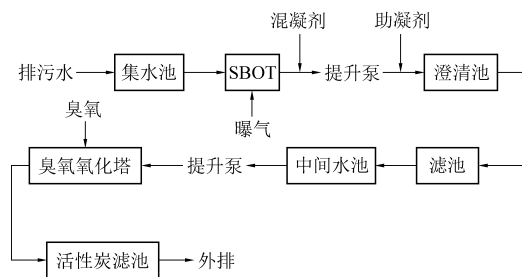 混凝剂
助凝剂
排污水
集水池
SBOT
提升泵
澄清池
臭氧
曝气
臭氧氧化塔
提升泵
中间水池
滤池
活性炭滤池
外排